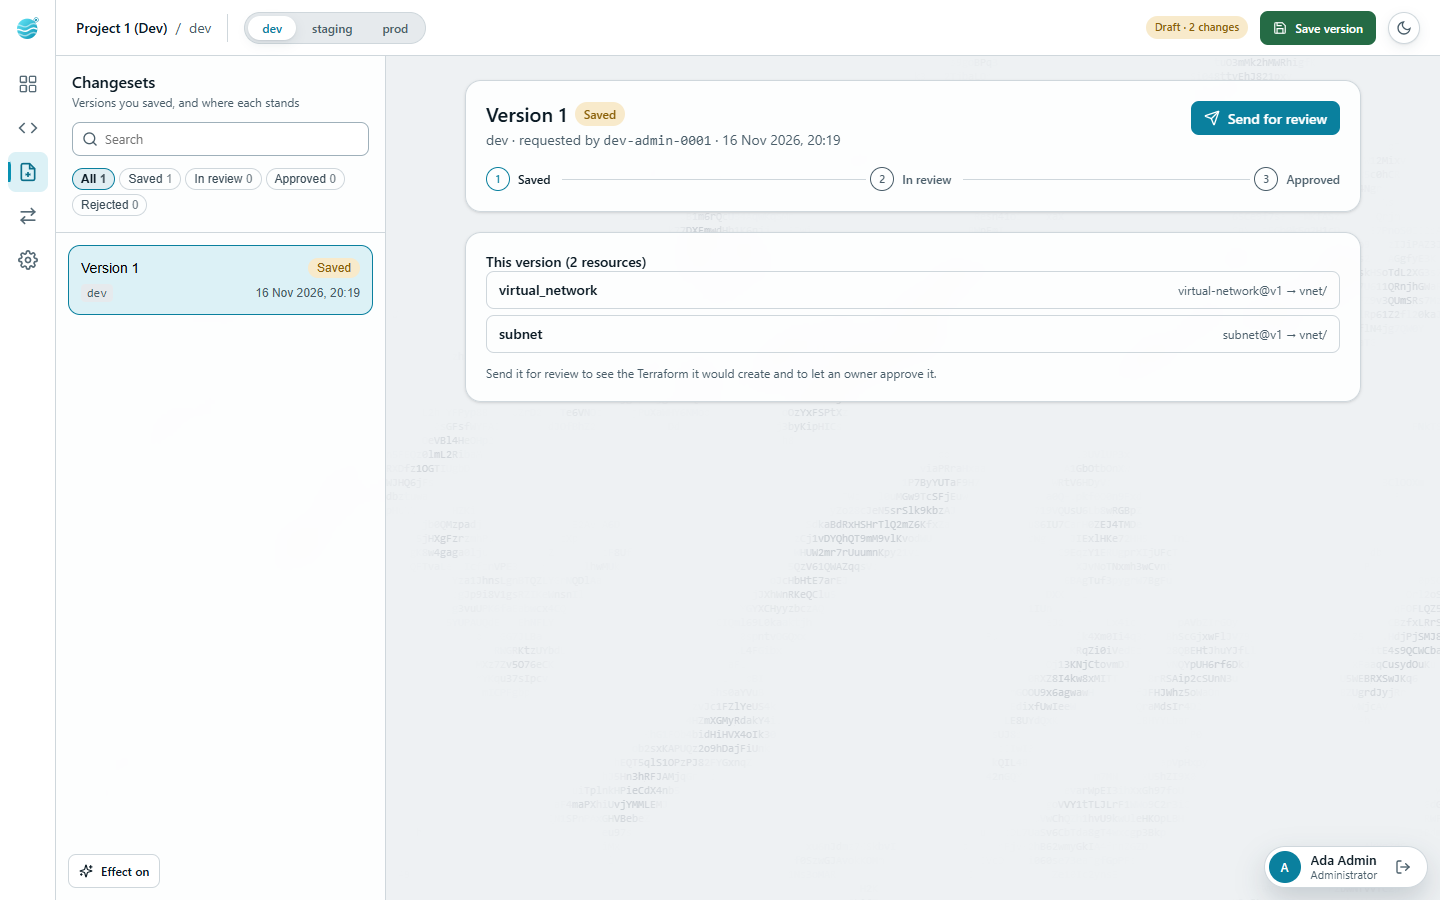 Project 1 (Dev) / dev
dev staging prod
Draft · 2 changes
Save version
Changesets
Versions you saved, and where each stands
Search
All 1 Saved 1 In review 0 Approved 0
Rejected 0
Version 1 Saved
dev 16 Nov 2026, 20:19
Effect on
Version 1 Saved
dev · requested by dev-admin-0001 · 16 Nov 2026, 20:19
Send for review
1 Saved 2 In review 3 Approved
This version (2 resources)
virtual_network virtual-network@v1 → vnet/
subnet subnet@v1 → vnet/
Send it for review to see the Terraform it would create and to let an owner approve it.
A
Ada Admin
Administrator